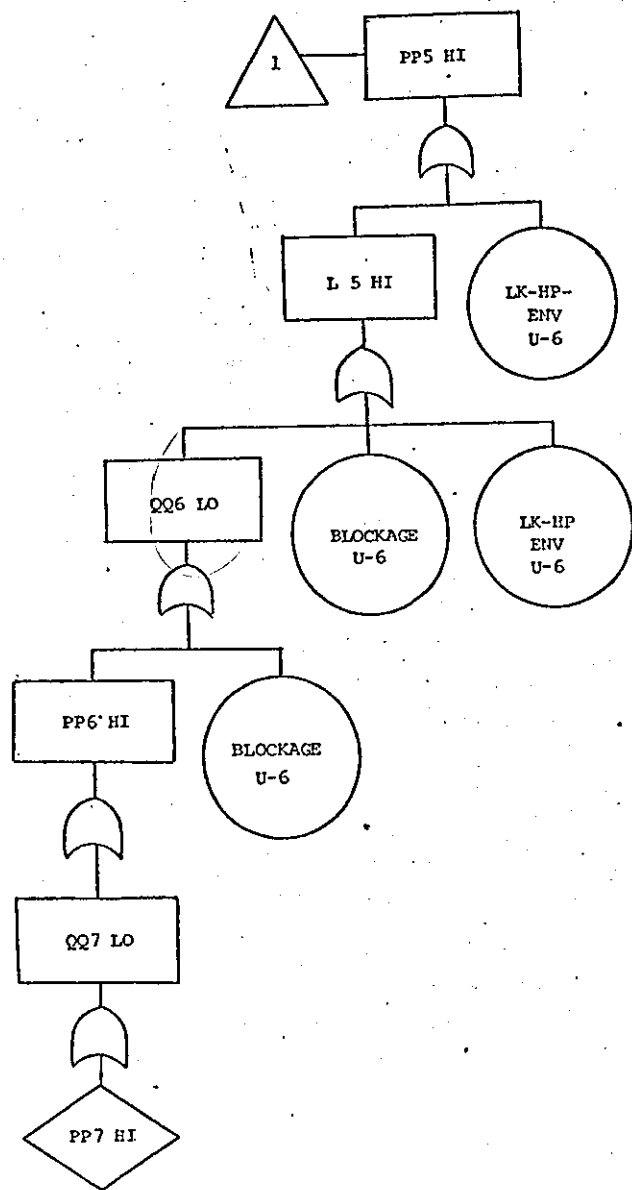 1
PP5 HI
L 5 HI
LK-HP-
ENV
U-6
QQ6 LO
BLOCKAGE
U-6
LK-HP
ENV
U-6
PP6 HI
BLOCKAGE
U-6
QQ7 LO
PP7 HI